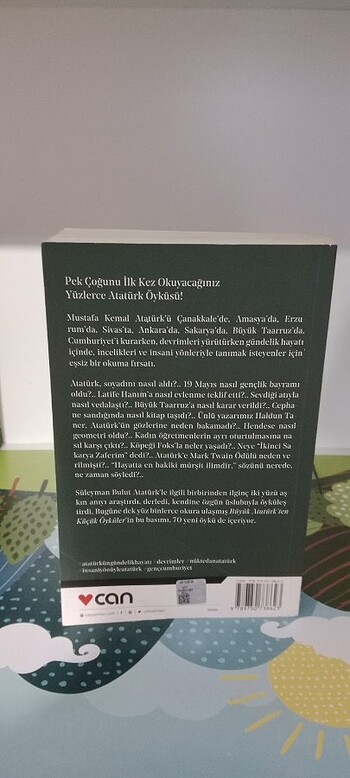 Pek Çoğunu İlk Kez Okuyacağınız
Yüzlerce Atatürk Öyküsü!
Mustafa Kemal Atatürk'ü Çanakkale'de, Amasya'da, Erzu
rum'da, Sivas'ta, Ankara'da, Sakarya'da, Büyük Taarruz'da,
Cumhuriyet'i kurarken, devrimleri yürütürken gündelik hayatı
içinde, incelikleri ve insani yönleriyle tanımak isteyenler için
eşsiz bir okuma fırsatı.
Atatürk, soyadını nasıl aldı?.. 19 Mayıs nasıl gençlik bayramı
oldu?.. Latife Hanım'a nasıl evlenme teklif etti?.. Sevdiği atıyla
nasıl vedalaştı?.. Büyük Taarruz'a nasıl karar verildi?.. Cepha
ne sandığında nasıl kitap taşıdı?.. Ünlü yazarımız Haldun Ta
ner, Atatürk'ün gözlerine neden bakamadı?.. Hendese nasıl
geometri oldu?.. Kadın öğretmenlerin ayrı oturtulmasına na
sıl karşı çıktı?.. Köpeği Foks'la neler yaşadı?.. Neye "İkinci Sa
karya Zaferim" dedi?.. Atatürk'e Mark Twain Ödülü neden ve
rilmişti?.. "Hayatta en hakiki mürşit ilimdir," sözünü nerede,
ne zaman söyledi?..
Süleyman Bulut Atatürk'le ilgili birbirinden ilginç iki yüzü aş
kın anıyı araştırdı, derledi, kendine özgün üslubuyla öyküleş
tirdi. Bugüne dek yüz binlerce okura ulaşmış Büyük Atatürk'ten
Küçük Öyküler'in bu basımı, 70 yeni öykü de içeriyor.
#atatürküngündelikhayatı #devrimler #nüktedanatatürk
#insaniyönüyleatatürk #gençcumhuriyet
can